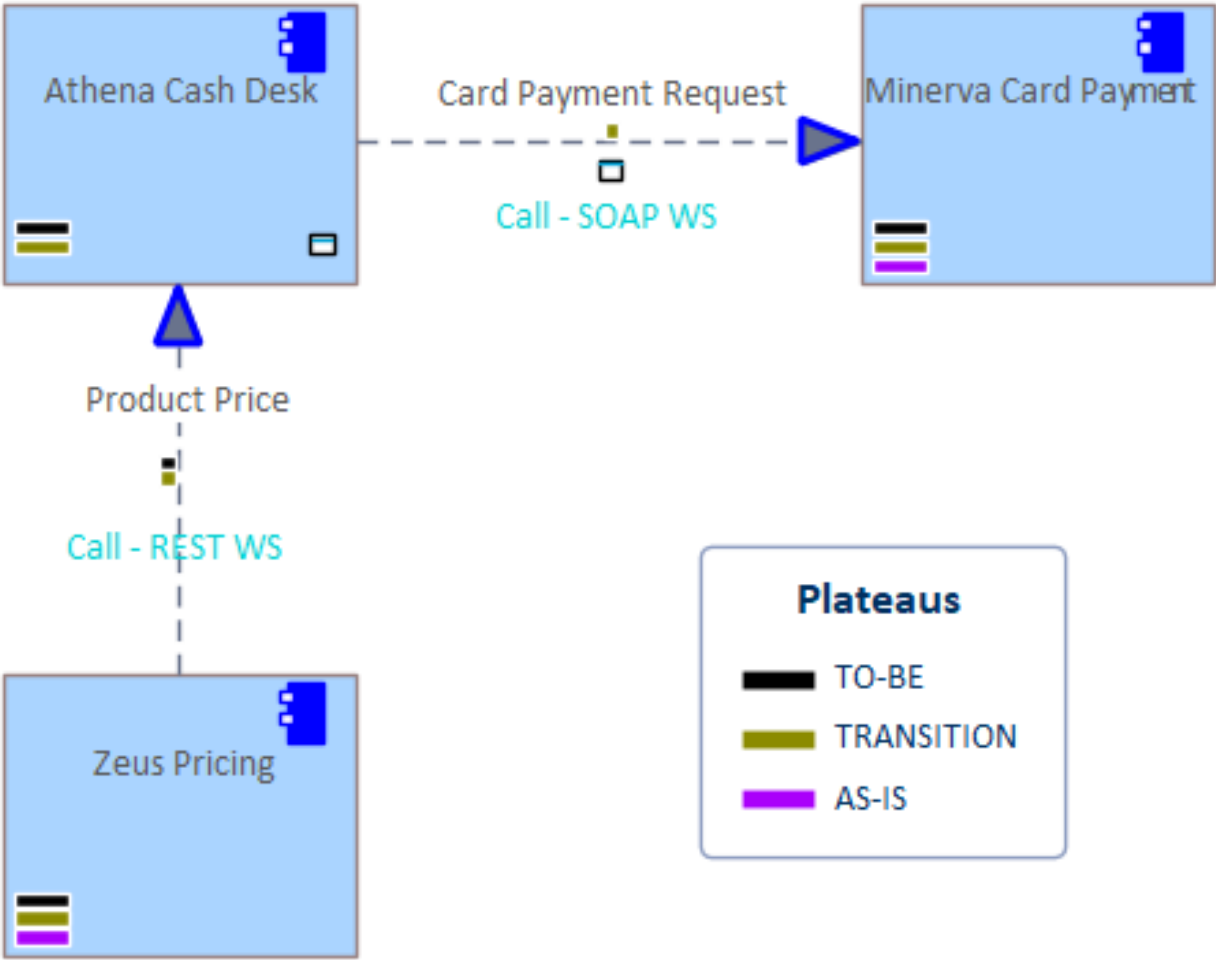 Athena Cash Desk
Card Payment Request
Minerva Card Payment
Call - SOAP WS
Product Price
Call - REST WS
Zeus Pricing
Plateaus
TO-BE
TRANSITION
AS-IS